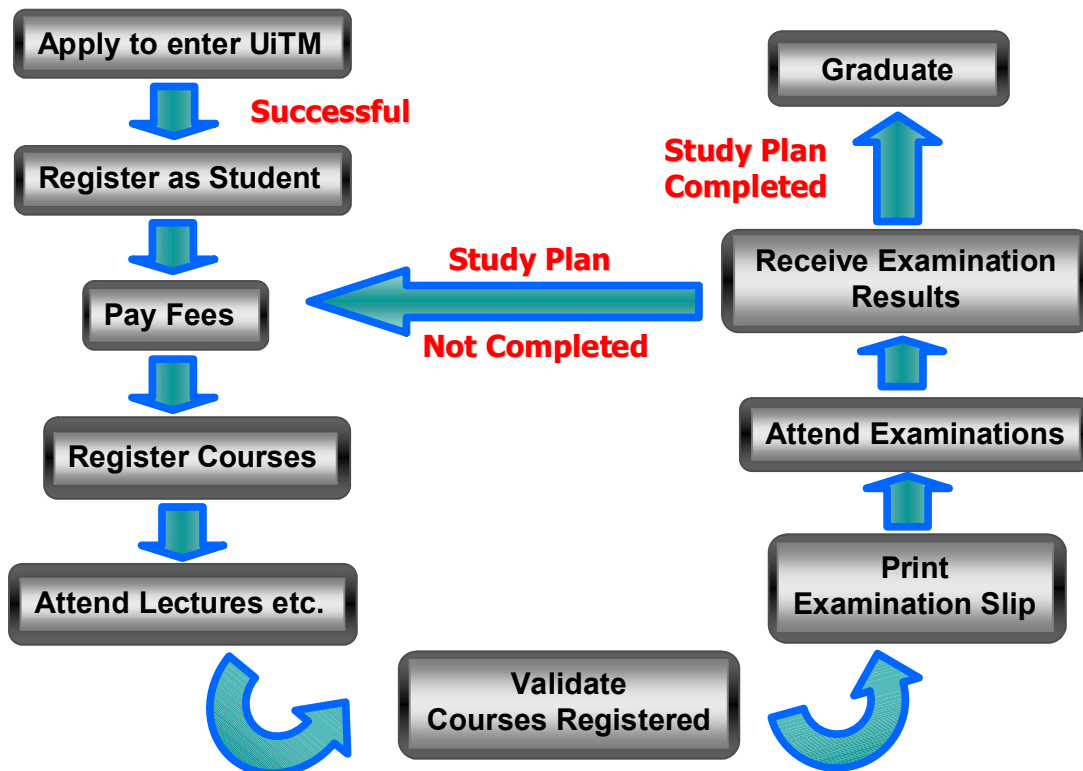 Apply to enter UiTM
Successful
Register as Student
Pay Fees
Register Courses
Attend Lectures etc.
Validate
Courses Registered
Print
Examination Slip
Attend Examinations
Receive Examination
Results
Study Plan
Not Completed
Study Plan
Completed
Graduate